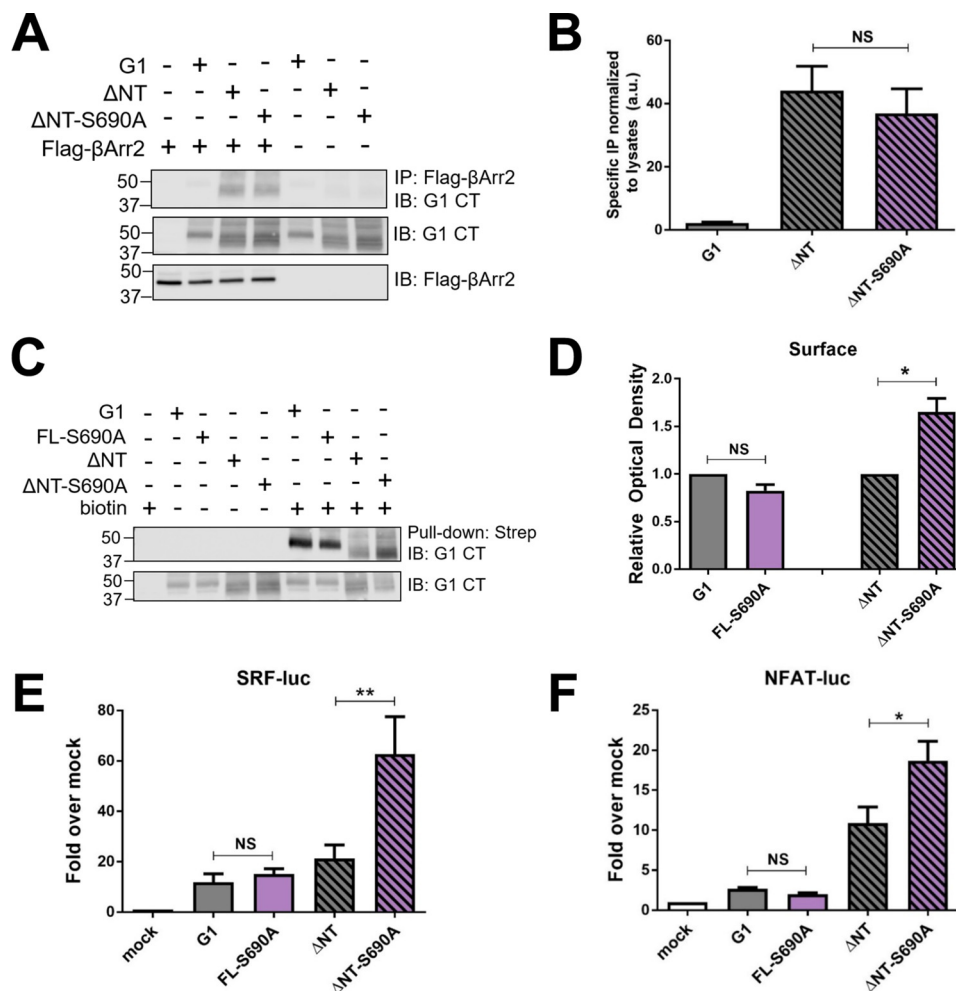 A
G1 - + - - + - -
ΔNT - - + - - + -
ΔNT-S690A - - - + - - +
Flag-βArr2 + + + + - - -
50
37
IP: Flag-βArr2
IB: G1 CT
50
37
IB: G1 CT
50
37
IB: Flag-βArr2
B
Specific IP normalized
to lysates (a.u.)
60
40
20
0
NS
G1
ΔNT
ΔNT-S690A
C
G1 - + - - - + - - -
FL-S690A - - + - - - + - -
ΔNT - - - + - - - + -
ΔNT-S690A - - - - + - - - +
biotin + - - - - + + + +
50
37
Pull-down: Strep
IB: G1 CT
50
37
IB: G1 CT
D
Surface
Relative Optical Density
2.0
1.5
1.0
0.5
0.0
NS
*
G1
FL-S690A
ΔNT
ΔNT-S690A
E
SRF-luc
Fold over mock
80
60
40
20
0
NS
**
mock
G1
FL-S690A
ΔNT
ΔNT-S690A
F
NFAT-luc
Fold over mock
25
20
15
10
5
0
NS
*
mock
G1
FL-S690A
ΔNT
ΔNT-S690A